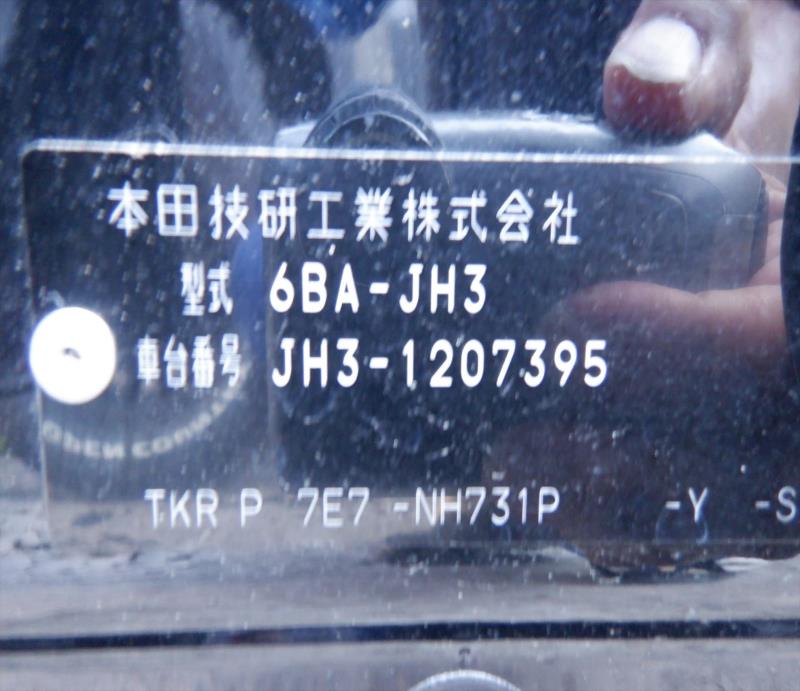 本田技研工業株式会社
型式 6BA-JH3
車台番号 JH3-1207395
TKR P 7E7 -NH731P -Y -S